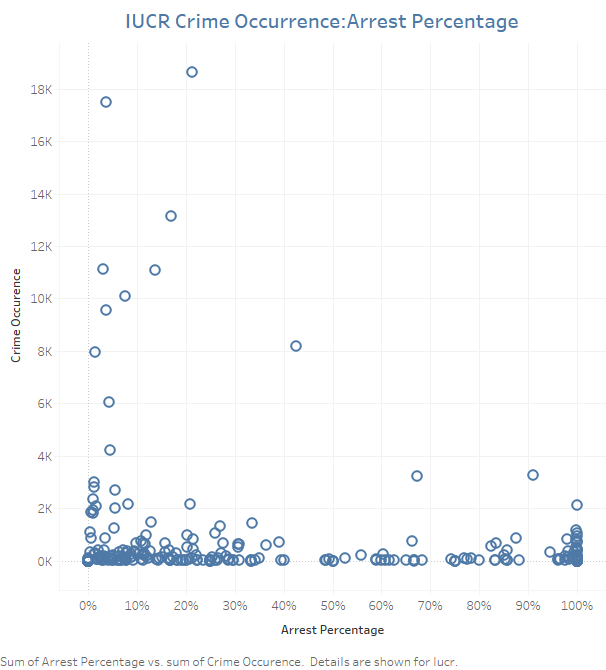 IUCR Crime Occurrence:Arrest Percentage
18K
16K
14K
12K
10K
8K
6K
4K
2K
0K
Crime Occurence
0% 10% 20% 30% 40% 50% 60% 70% 80% 90% 100%
Arrest Percentage
Sum of Arrest Percentage vs. sum of Crime Occurence. Details are shown for Iucr.